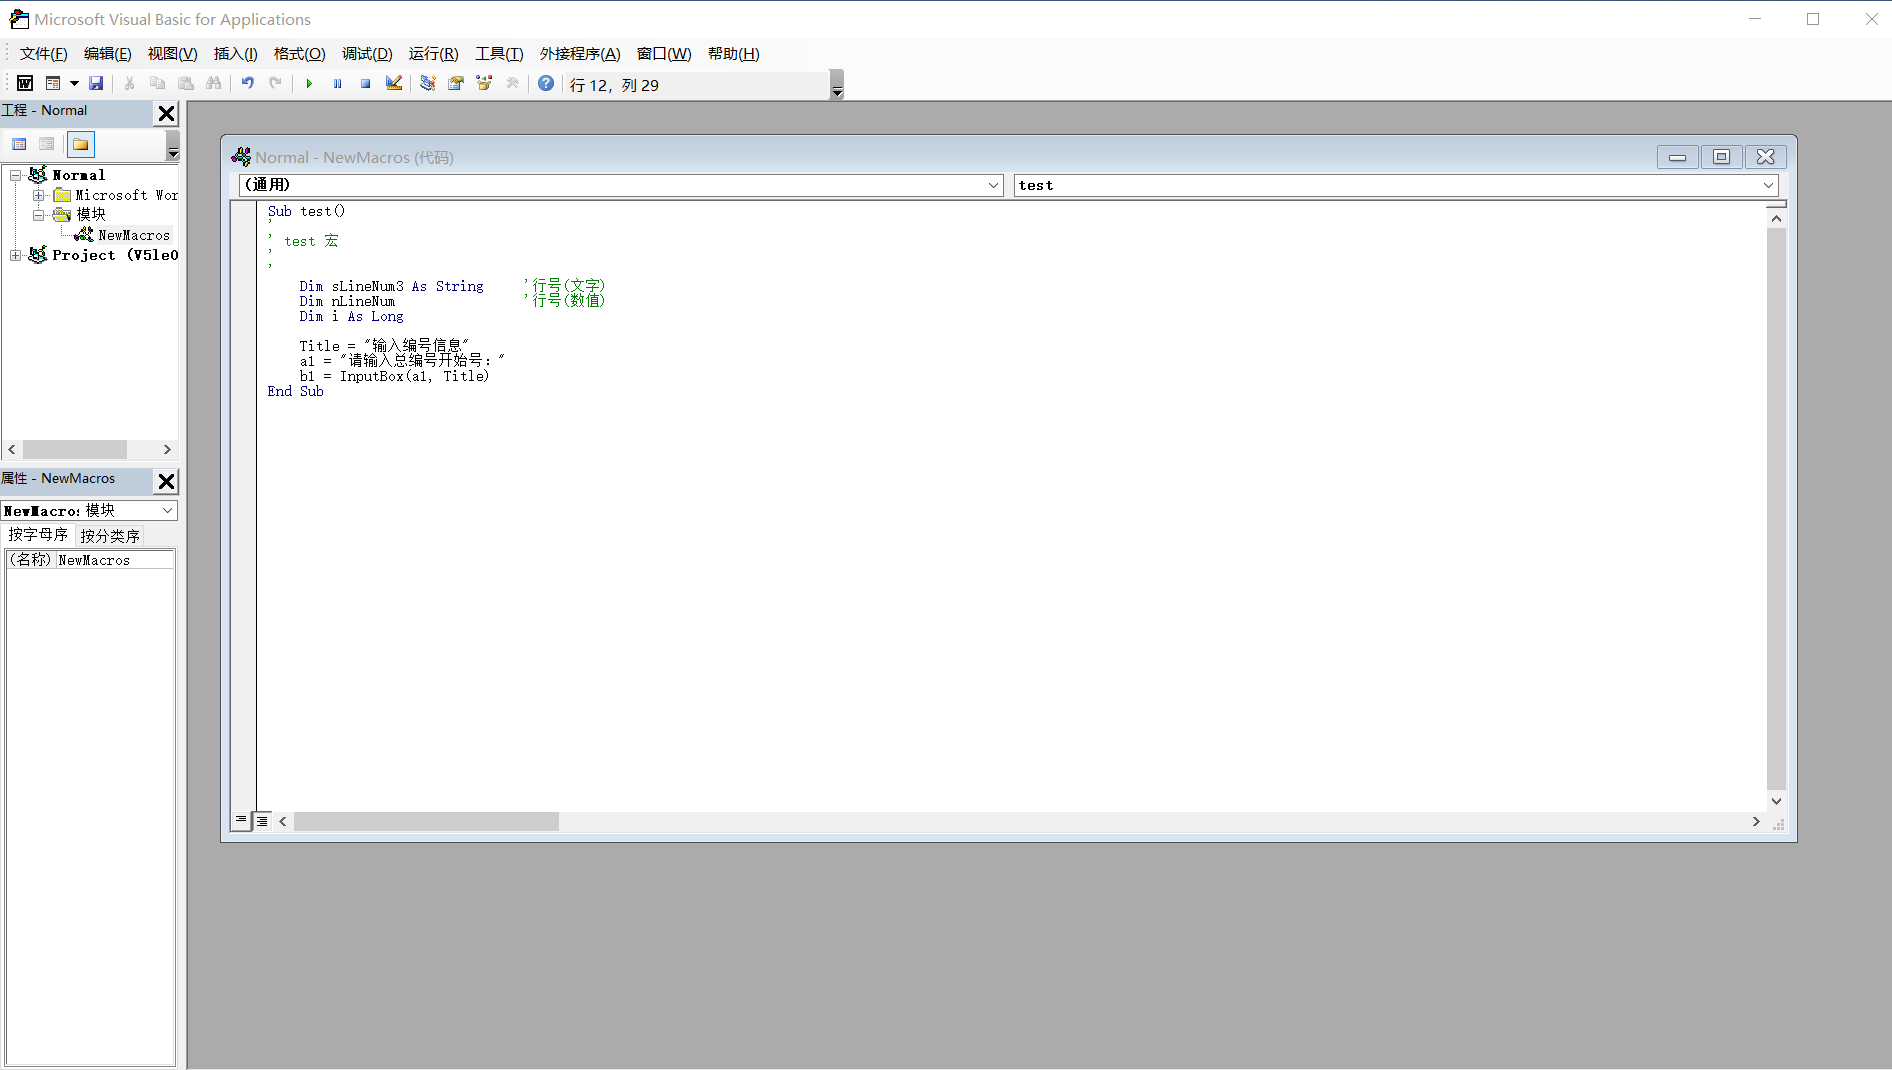 Microsoft Visual Basic for Applications
文件(F) 编辑(E) 视图(V) 插入(I) 格式(O) 调试(D) 运行(R) 工具(T) 外接程序(A) 窗口(W) 帮助(H)
行 12，列 29
工程 - Normal
Normal
Microsoft Wor
模块
NewMacros
Project (V5le0
属性 - NewMacros
NewMacro: 模块
按字母序 按分类序
(名称) NewMacros
Normal - NewMacros (代码)
(通用) test
Sub test()
'
' test 宏
'
'
Dim sLineNum3 As String '行号(文字)
Dim nLineNum '行号(数值)
Dim i As Long
Title = "输入编号信息"
a1 = "请输入总编号开始号："
b1 = InputBox(a1, Title)
End Sub